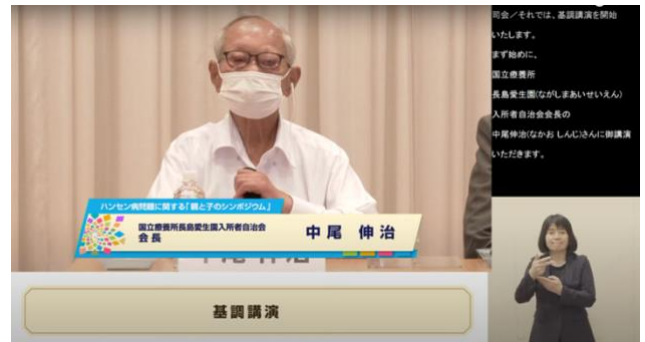 司会／それでは、基調講演を開始
いたします。
まず始めに、
国立療養所
長島愛生園(ながしまあいせいえん)
入所者自治会会長の
中尾伸治(なかお しんじ)さんに御講演
いただきます。
ハンセン病問題に関する「親と子のシンポジウム」
国立療養所長島愛生園入所者自治会
会長
中尾 伸治
基調講演